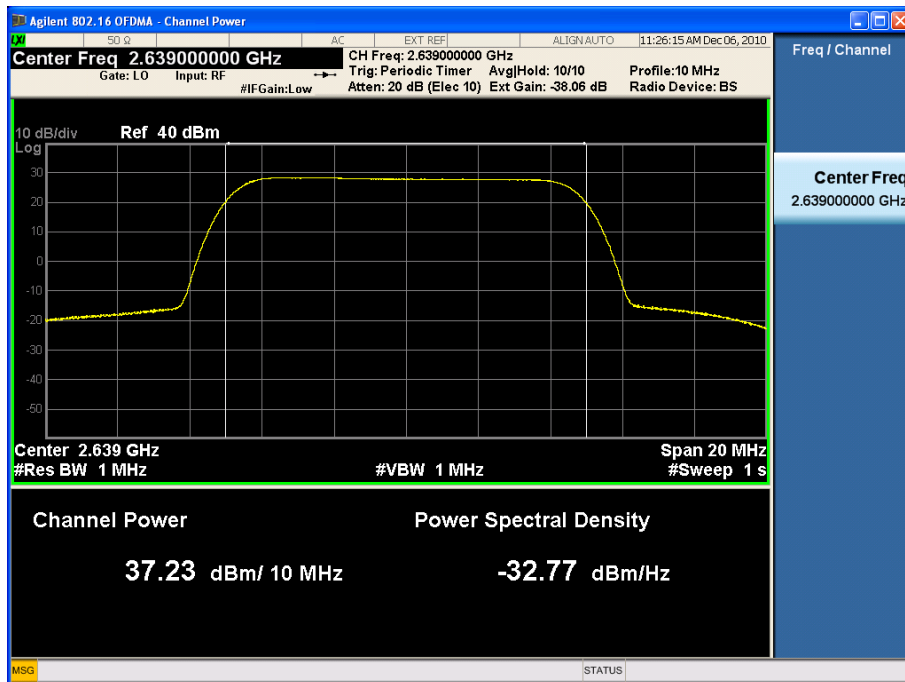 Agilent 802.16 OFDMA - Channel Power
LXI 50 Ω AC EXT REF ALIGN AUTO 11:26:15 AM Dec 06, 2010
Center Freq 2.639000000 GHz
CH Freq: 2.639000000 GHz
Gate: LO Input: RF Trig: Periodic Timer Avg|Hold: 10/10 Profile:10 MHz
#IFGain:Low Atten: 20 dB (Elec 10) Ext Gain: -38.06 dB Radio Device: BS
Freq / Channel
Center Freq
2.639000000 GHz
10 dB/div Ref 40 dBm
Log
30
20
10
0
-10
-20
-30
-40
-50
Center 2.639 GHz Span 20 MHz
#Res BW 1 MHz #VBW 1 MHz #Sweep 1 s
Channel Power Power Spectral Density
37.23 dBm/ 10 MHz -32.77 dBm/Hz
MSG STATUS